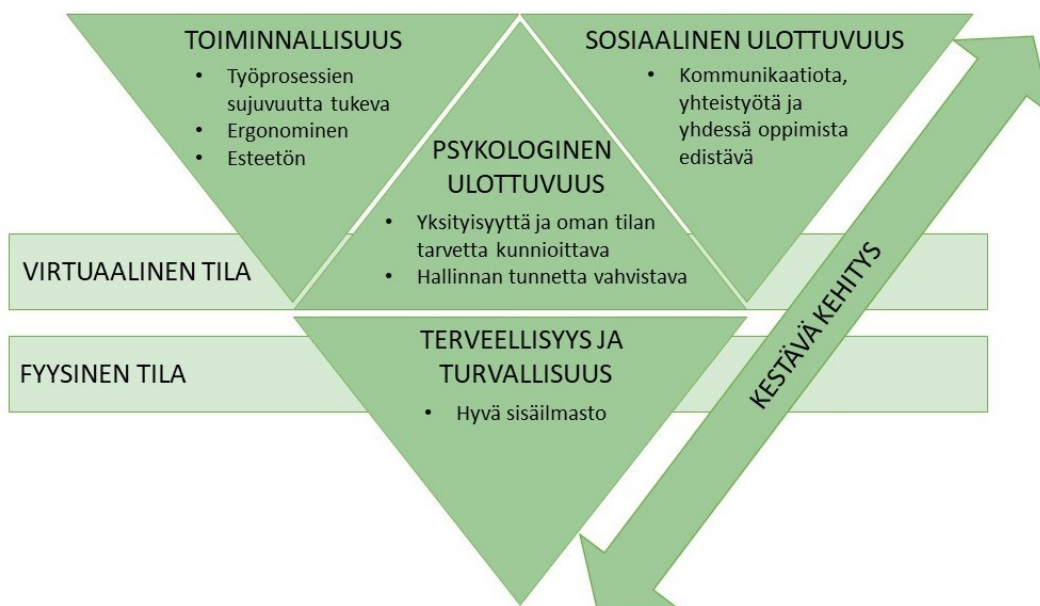 TOIMINNALLISUUS
• Työprosessien
sujuvuutta tukeva
• Ergonominen
• Esteetön
SOSIAALINEN ULOTTUVUUS
• Kommunikaatiota,
yhteistyötä ja
yhdessä oppimista
edistävä
PSYKOLOGINEN
ULOTTUVUUS
• Yksityisyyttä ja oman tilan
tarvetta kunnioittava
• Hallinnan tunnetta vahvistava
VIRTUAALINEN TILA
FYYSINEN TILA
TERVEELLISYYS JA
TURVALLISUUS
• Hyvä sisäilmasto
KESTÄVÄ KEHITYS